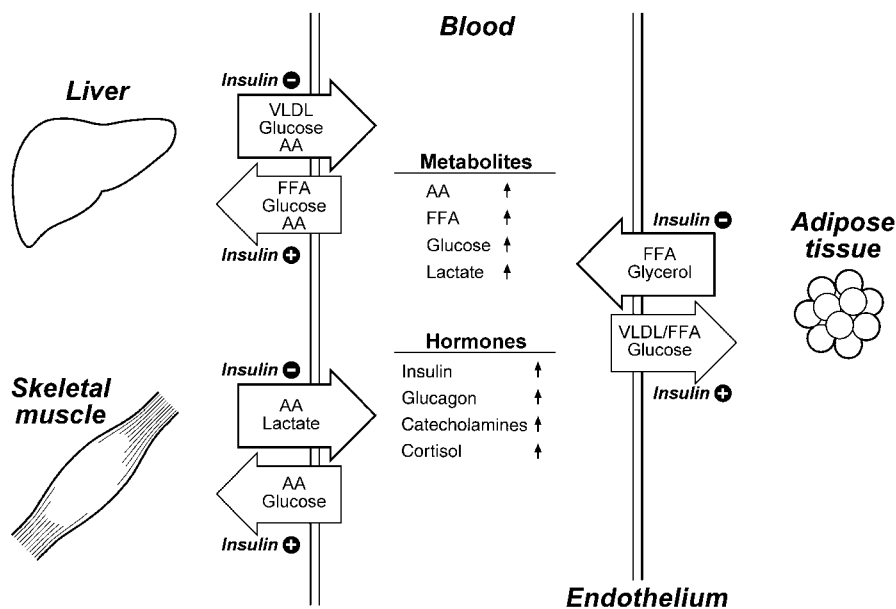 Blood
Liver
Insulin −
VLDL
Glucose
AA
FFA
Glucose
AA
Insulin +
Metabolites
AA ↑
FFA ↑
Glucose ↑
Lactate ↑
Insulin −
FFA
Glycerol
VLDL/FFA
Glucose
Insulin +
Adipose
tissue
Hormones
Insulin ↑
Glucagon ↑
Catecholamines ↑
Cortisol ↑
Skeletal
muscle
Insulin −
AA
Lactate
AA
Glucose
Insulin +
Endothelium